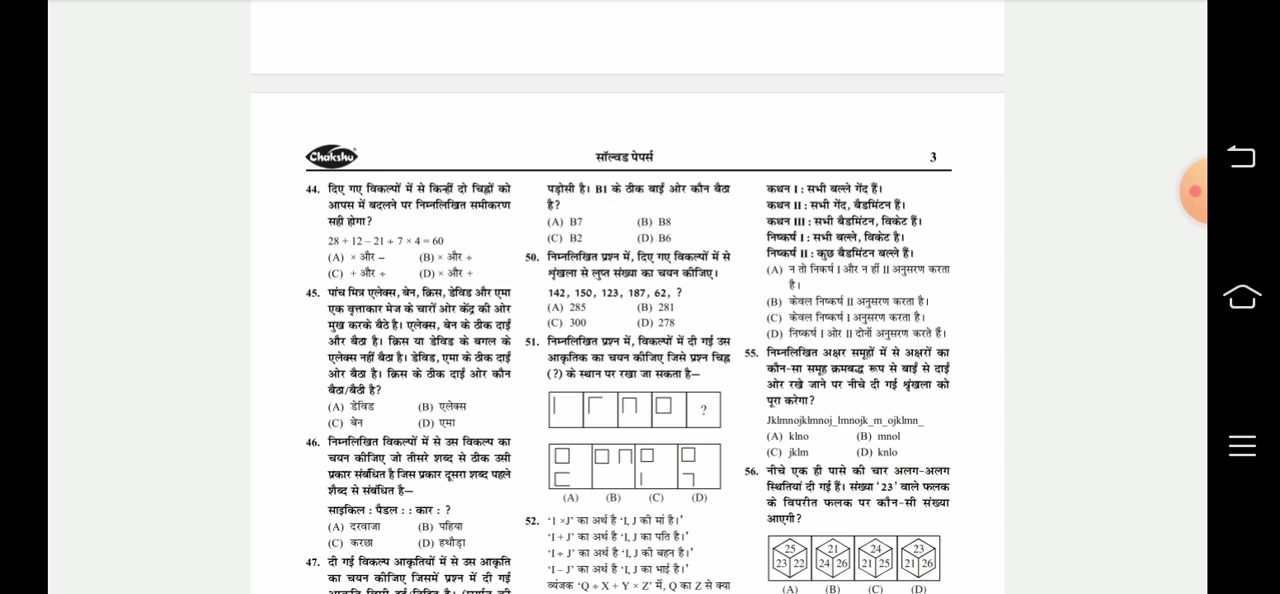 Chakshu
सॉल्वड पेपर्स
3
44. दिए गए विकल्पों में से किन्हीं दो चिह्नों को
आपस में बदलने पर निम्नलिखित समीकरण
सही होगा?
28 + 12 – 21 ÷ 7 × 4 = 60
(A) × और – (B) × और ÷
(C) + और ÷ (D) × और +
45. पांच मित्र एलेक्स, बेन, क्रिस, डेविड और एमा
एक वृत्ताकार मेज के चारों ओर केंद्र की ओर
मुख करके बैठे है। एलेक्स, बेन के ठीक दाईं
और बैठा है। क्रिस या डेविड के बगल के
एलेक्स नहीं बैठा है। डेविड, एमा के ठीक दाईं
ओर बैठा है। क्रिस के ठीक दाईं ओर कौन
बैठा/बैठी है?
(A) डेविड (B) एलेक्स
(C) बेन (D) एमा
46. निम्नलिखित विकल्पों में से उस विकल्प का
चयन कीजिए जो तीसरे शब्द से ठीक उसी
प्रकार संबंधित है जिस प्रकार दूसरा शब्द पहले
शैब्द से संबंधित है—
साइकिल : पैडल : : कार : ?
(A) दरवाजा (B) पहिया
(C) करछा (D) हथौड़ा
47. दी गई विकल्प आकृतियों में से उस आकृति
का चयन कीजिए जिसमें प्रश्न में दी गई
पड़ोसी है। B1 के ठीक बाईं ओर कौन बैठा
है?
(A) B7 (B) B8
(C) B2 (D) B6
50. निम्नलिखित प्रश्न में, दिए गए विकल्पों में से
शृंखला से लुप्त संख्या का चयन कीजिए।
142, 150, 123, 187, 62, ?
(A) 285 (B) 281
(C) 300 (D) 278
51. निम्नलिखित प्रश्न में, विकल्पों में दी गई उस
आकृतिक का चयन कीजिए जिसे प्रश्न चिह्न
(?) के स्थान पर रखा जा सकता है—
?
(A) (B) (C) (D)
52. ‘I ×J’ का अर्थ है ‘I, J की मां है।’
‘I + J’ का अर्थ है ‘I, J का पति है।’
‘I ÷ J’ का अर्थ है ‘I, J की बहन है।’
‘I – J’ का अर्थ है ‘I, J का भाई है।’
व्यंजक ‘Q ÷ X + Y × Z’ में, Q का Z से क्या
कथन I : सभी बल्ले गेंद हैं।
कथन II : सभी गेंद, बैडमिंटन हैं।
कथन III : सभी बैडमिंटन, विकेट हैं।
निष्कर्ष I : सभी बल्ले, विकेट है।
निष्कर्ष II : कुछ बैडमिंटन बल्ले हैं।
(A) न तो निकर्ष I और न हीं II अनुसरण करता
है।
(B) केवल निष्कर्ष II अनुसरण करता है।
(C) केवल निष्कर्ष I अनुसरण करता है।
(D) निष्कर्ष I ओर II दोनों अनुसरण करते हैं।
55. निम्नलिखित अक्षर समूहों में से अक्षरों का
कौन-सा समूह क्रमबद्ध रूप से बाईं से दाईं
ओर रखे जाने पर नीचे दी गई शृंखला को
पूरा करेगा?
Jklmnojklmnoj_lmnojk_m_ojklmn_
(A) klno (B) mnol
(C) jklm (D) knlo
56. नीचे एक ही पासे की चार अलग-अलग
स्थितियां दी गई हैं। संख्या ‘23’ वाले फलक
के विपरीत फलक पर कौन-सी संख्या
आएगी?
25 21 24 23
23 22 24 26 21 25 21 26
(A) (B) (C) (D)